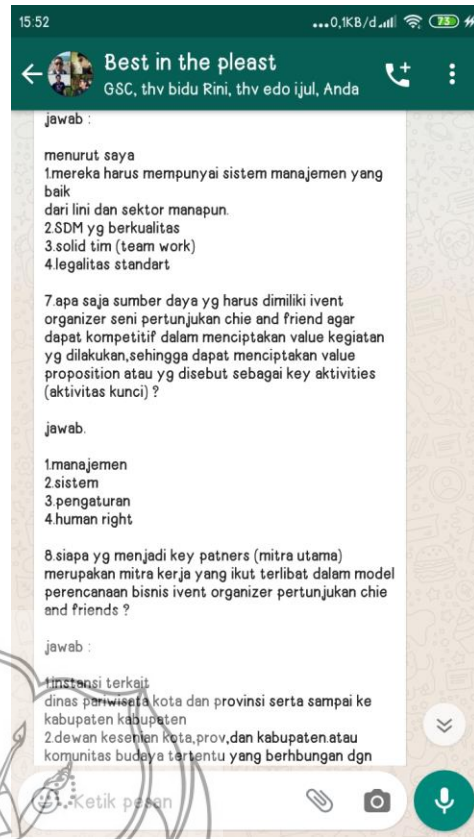 15:52
...0,1KB/d
73
Best in the pleast
GSC, thv bidu Rini, thv edo ijul, Anda
jawab :
menurut saya
1.mereka harus mempunyai sistem manajemen yang
baik
dari lini dan sektor manapun.
2.SDM yg berkualitas
3.solid tim (team work)
4.legalitas standart
7.apa saja sumber daya yg harus dimiliki ivent
organizer seni pertunjukan chie and friend agar
dapat kompetitif dalam menciptakan value kegiatan
yg dilakukan,sehingga dapat menciptakan value
proposition atau yg disebut sebagai key aktivities
(aktivitas kunci) ?
jawab.
1.manajemen
2.sistem
3.pengaturan
4.human right
8.siapa yg menjadi key patners (mitra utama)
merupakan mitra kerja yang ikut terlibat dalam model
perencanaan bisnis ivent organizer pertunjukan chie
and friends ?
jawab :
1.instansi terkait
dinas pariwisata kota dan provinsi serta sampai ke
kabupaten kabupaten
2.dewan kesenian kota,prov,dan kabupaten.atau
komunitas budaya tertentu yang berhbungan dgn
Ketik pesan